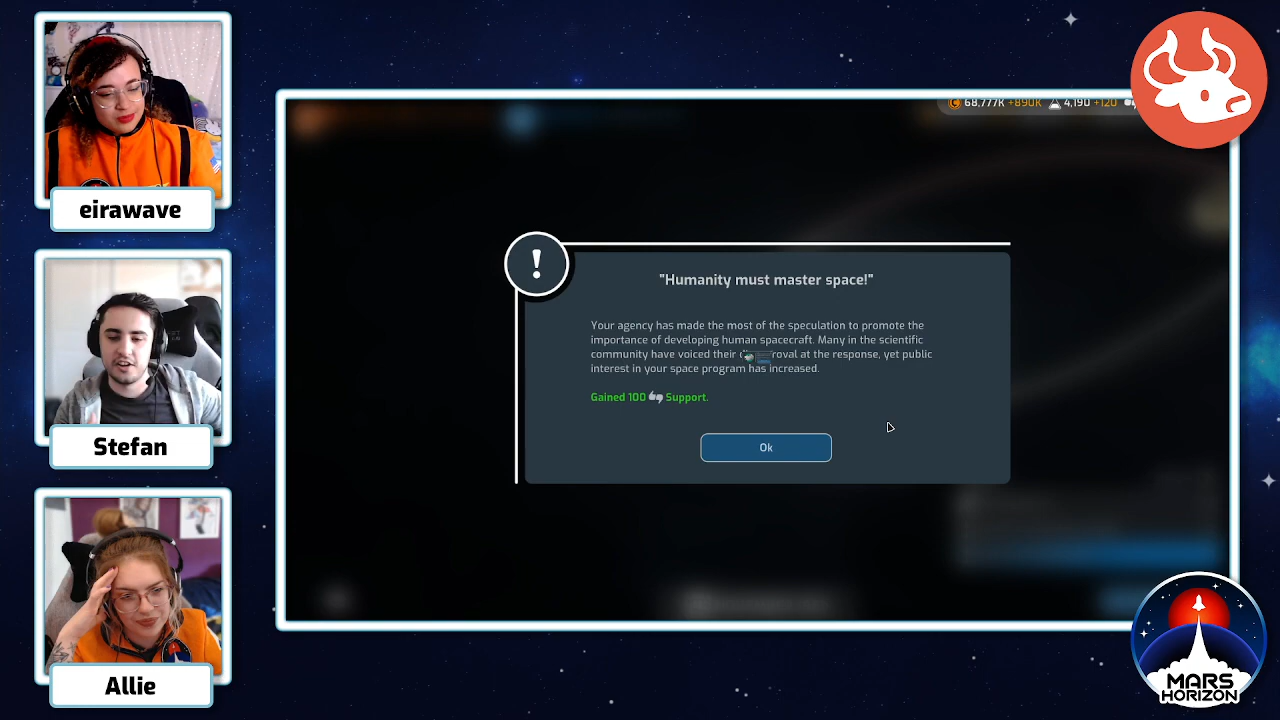 eirawave
Stefan
Allie
68,777K +890K 4,190 +120
!
"Humanity must master space!"
Your agency has made the most of the speculation to promote the
importance of developing human spacecraft. Many in the scientific
community have voiced their roval at the response, yet public
interest in your space program has increased.
Gained 100 Support.
Ok
MARS
HORIZON